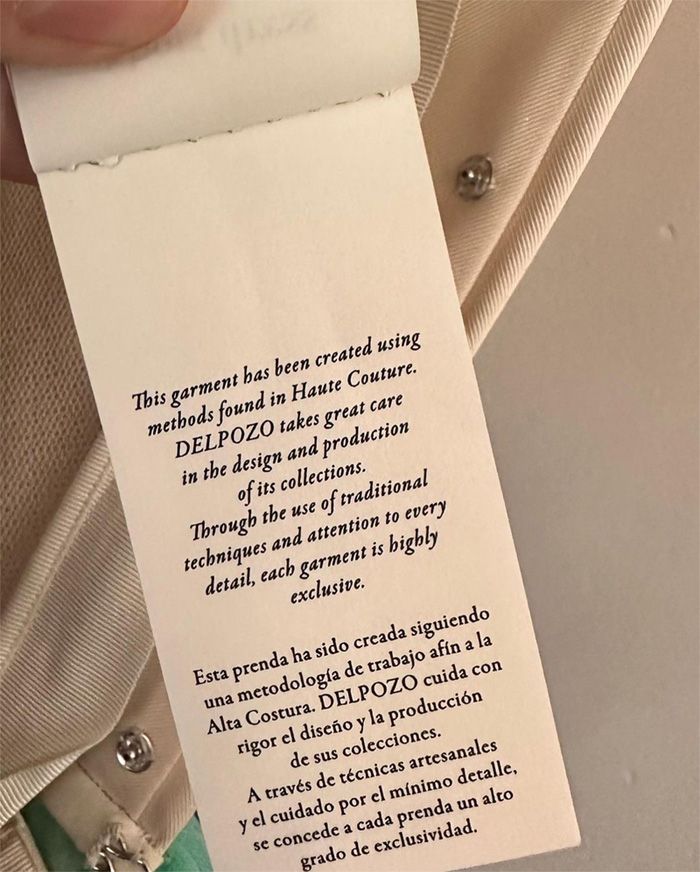 This garment has been created using
methods found in Haute Couture.
DELPOZO takes great care
in the design and production
of its collections.
Through the use of traditional
techniques and attention to every
detail, each garment is highly
exclusive.
Esta prenda ha sido creada siguiendo
una metodología de trabajo afín a la
Alta Costura. DELPOZO cuida con
rigor el diseño y la producción
de sus colecciones.
A través de técnicas artesanales
y el cuidado por el mínimo detalle,
se concede a cada prenda un alto
grado de exclusividad.